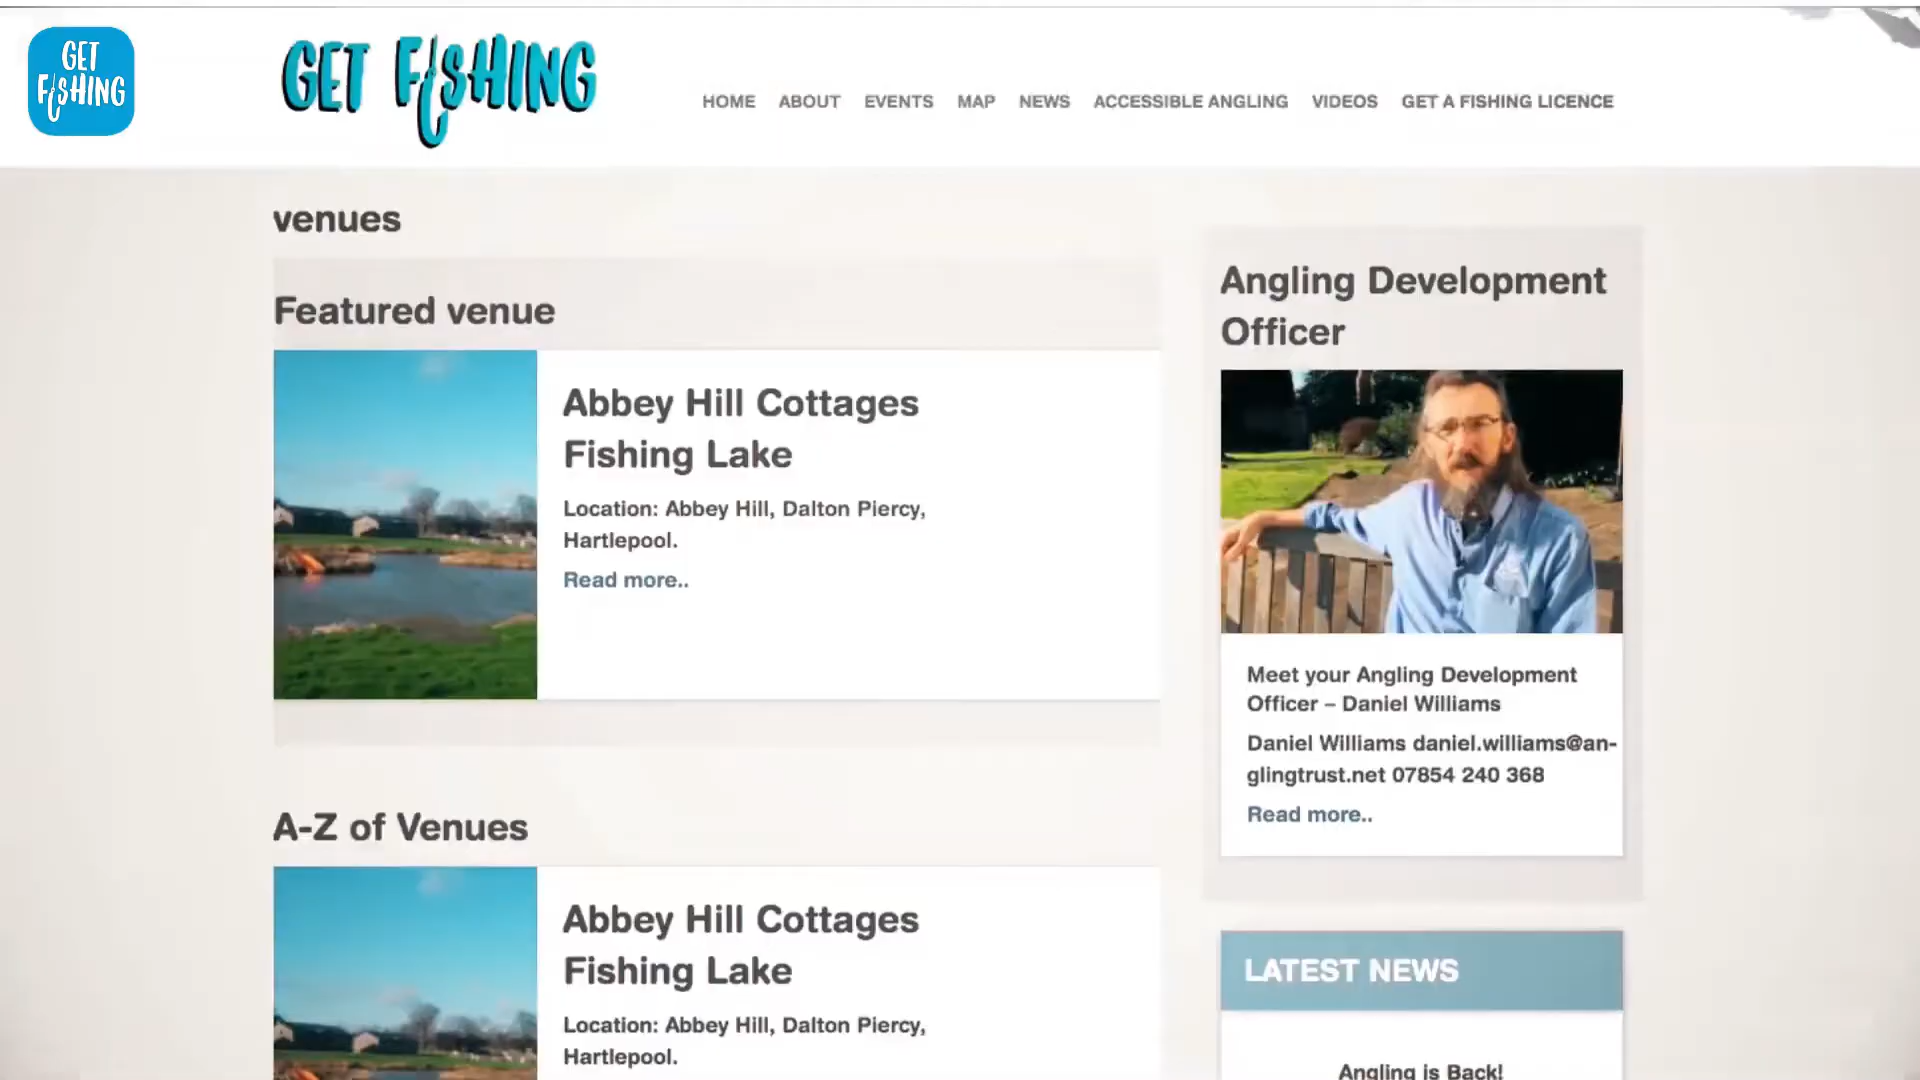 GET
FISHING
GET FISHING
HOME ABOUT EVENTS MAP NEWS ACCESSIBLE ANGLING VIDEOS GET A FISHING LICENCE
venues
Featured venue
Abbey Hill Cottages
Fishing Lake
Location: Abbey Hill, Dalton Piercy,
Hartlepool.
Read more..
A-Z of Venues
Abbey Hill Cottages
Fishing Lake
Location: Abbey Hill, Dalton Piercy,
Hartlepool.
Angling Development
Officer
Meet your Angling Development
Officer – Daniel Williams
Daniel Williams daniel.williams@an-
glingtrust.net 07854 240 368
Read more..
LATEST NEWS
Angling is Back!